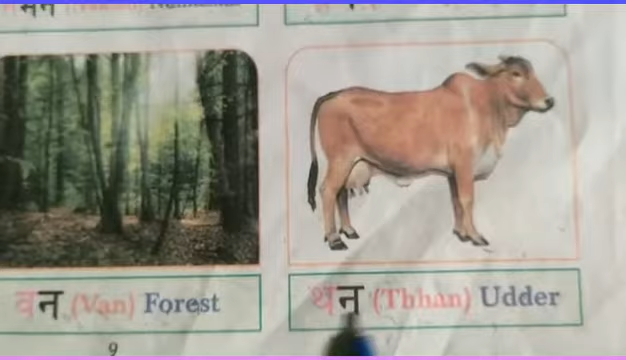 वन (Van) Forest
थन (Thhan) Udder
9